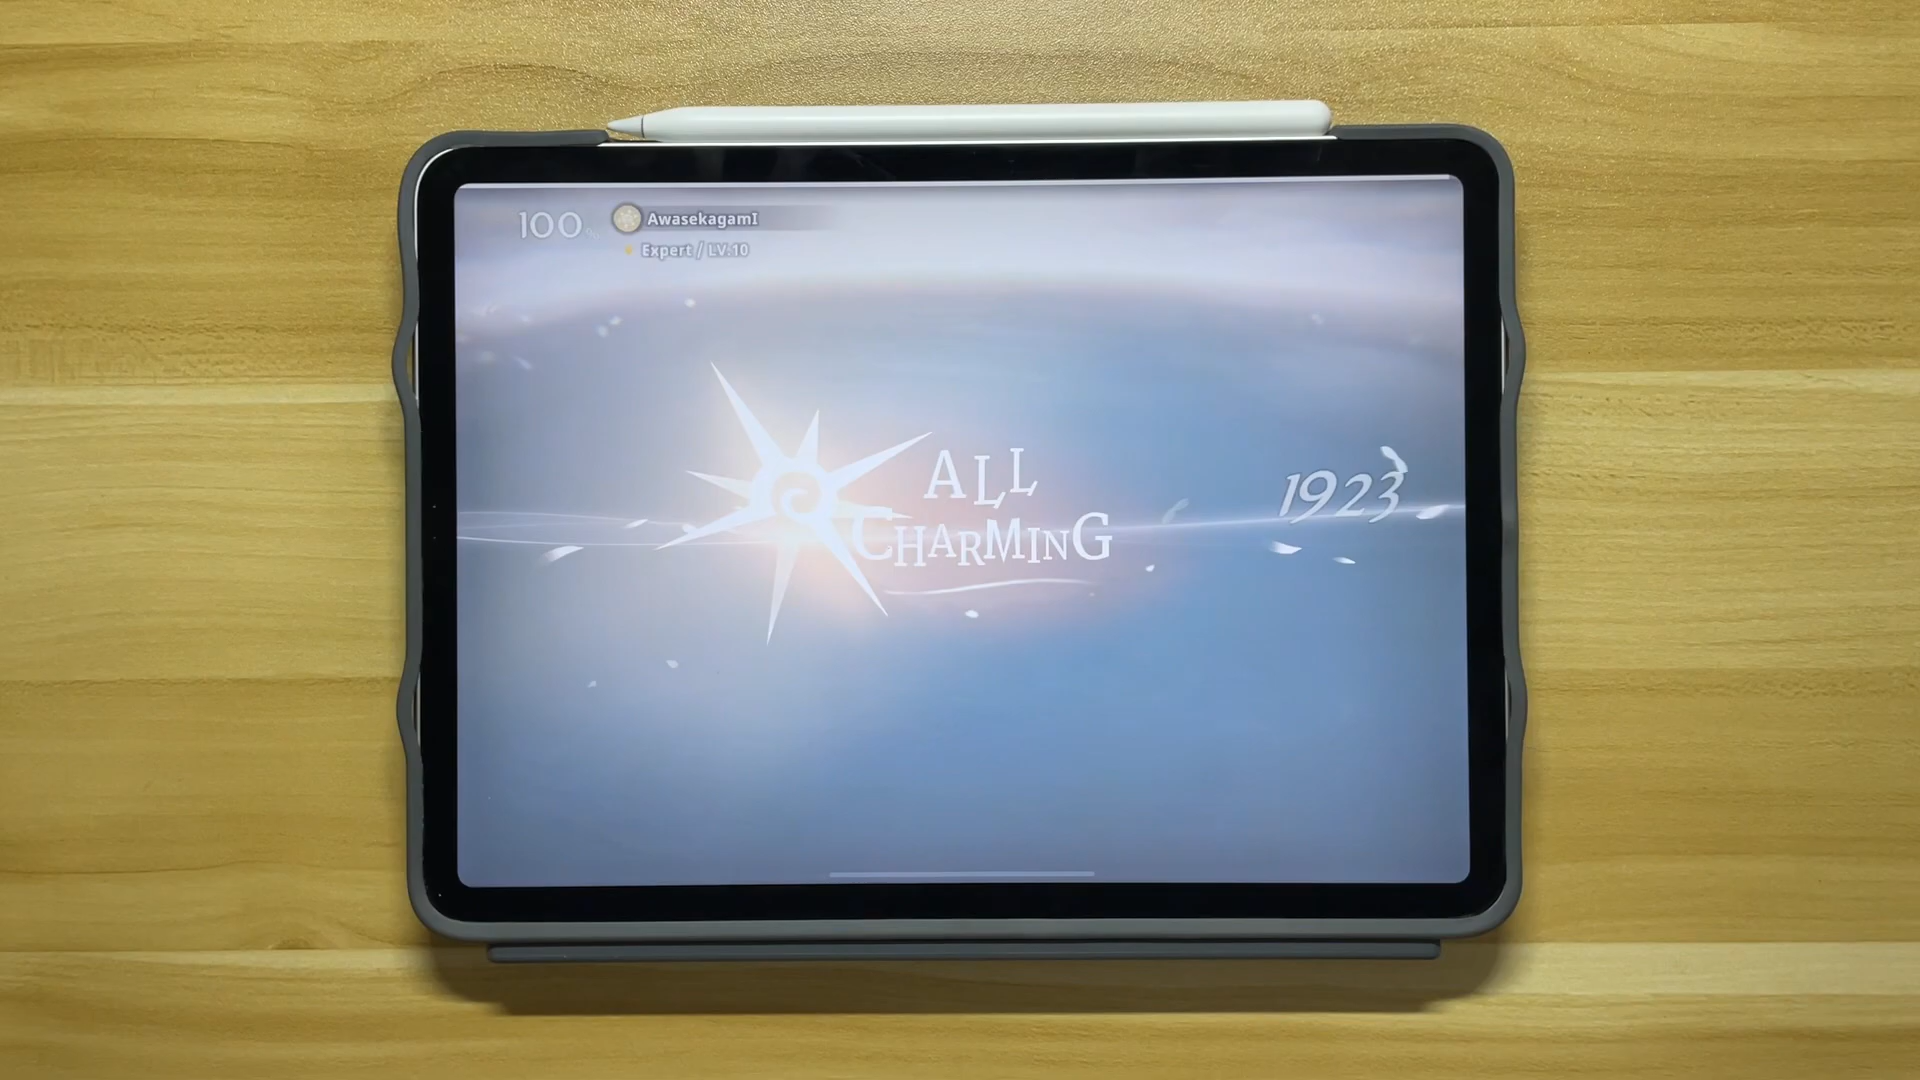 100
AwasekagamI
Expert / LV.10
ALL
CHARMING
1923